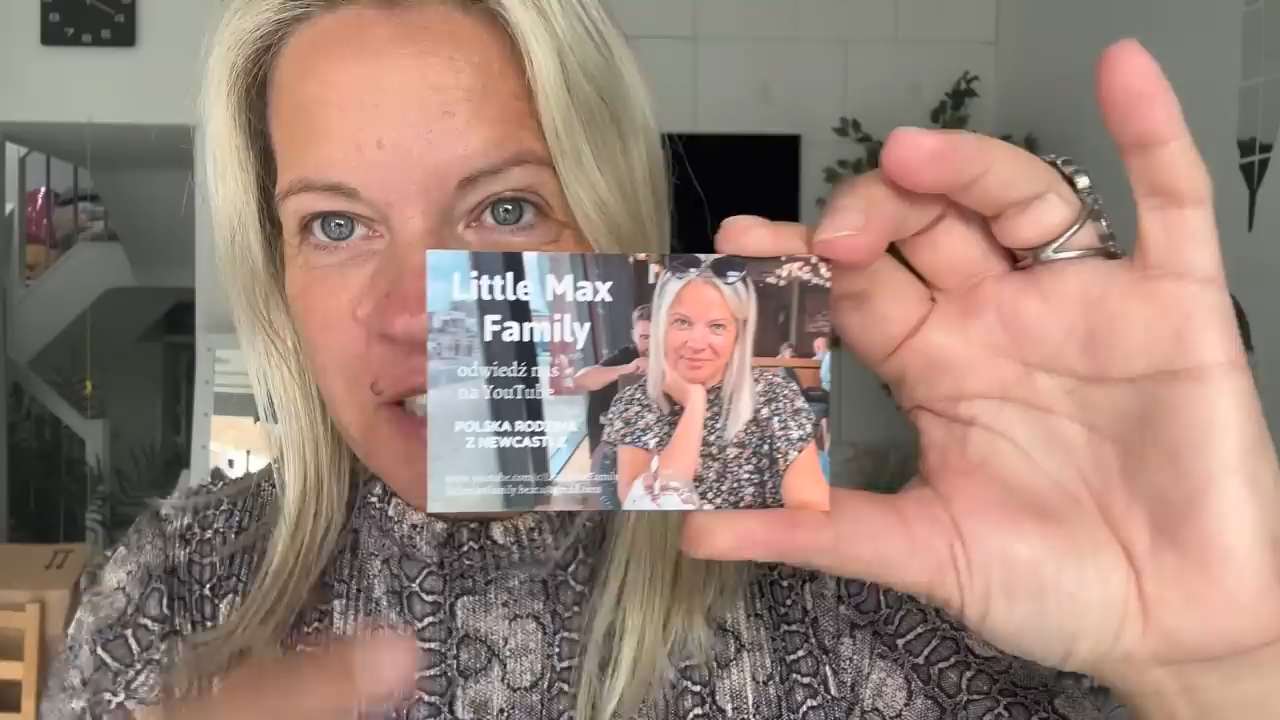 Little Max
Family
odwiedź nas
na YouTube
POLSKA RODZINA
Z NEWCASTLE